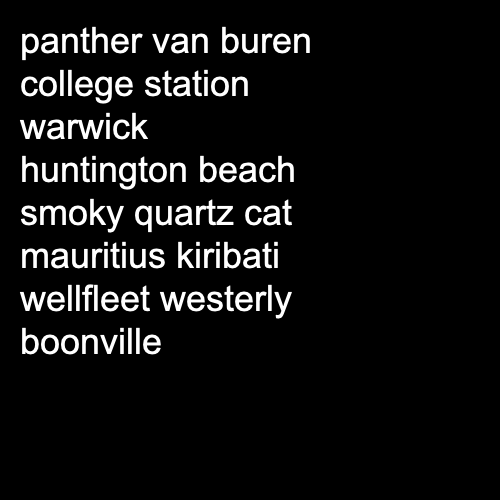 panther van buren
college station
warwick
huntington beach
smoky quartz cat
mauritius kiribati
wellfleet westerly
boonville